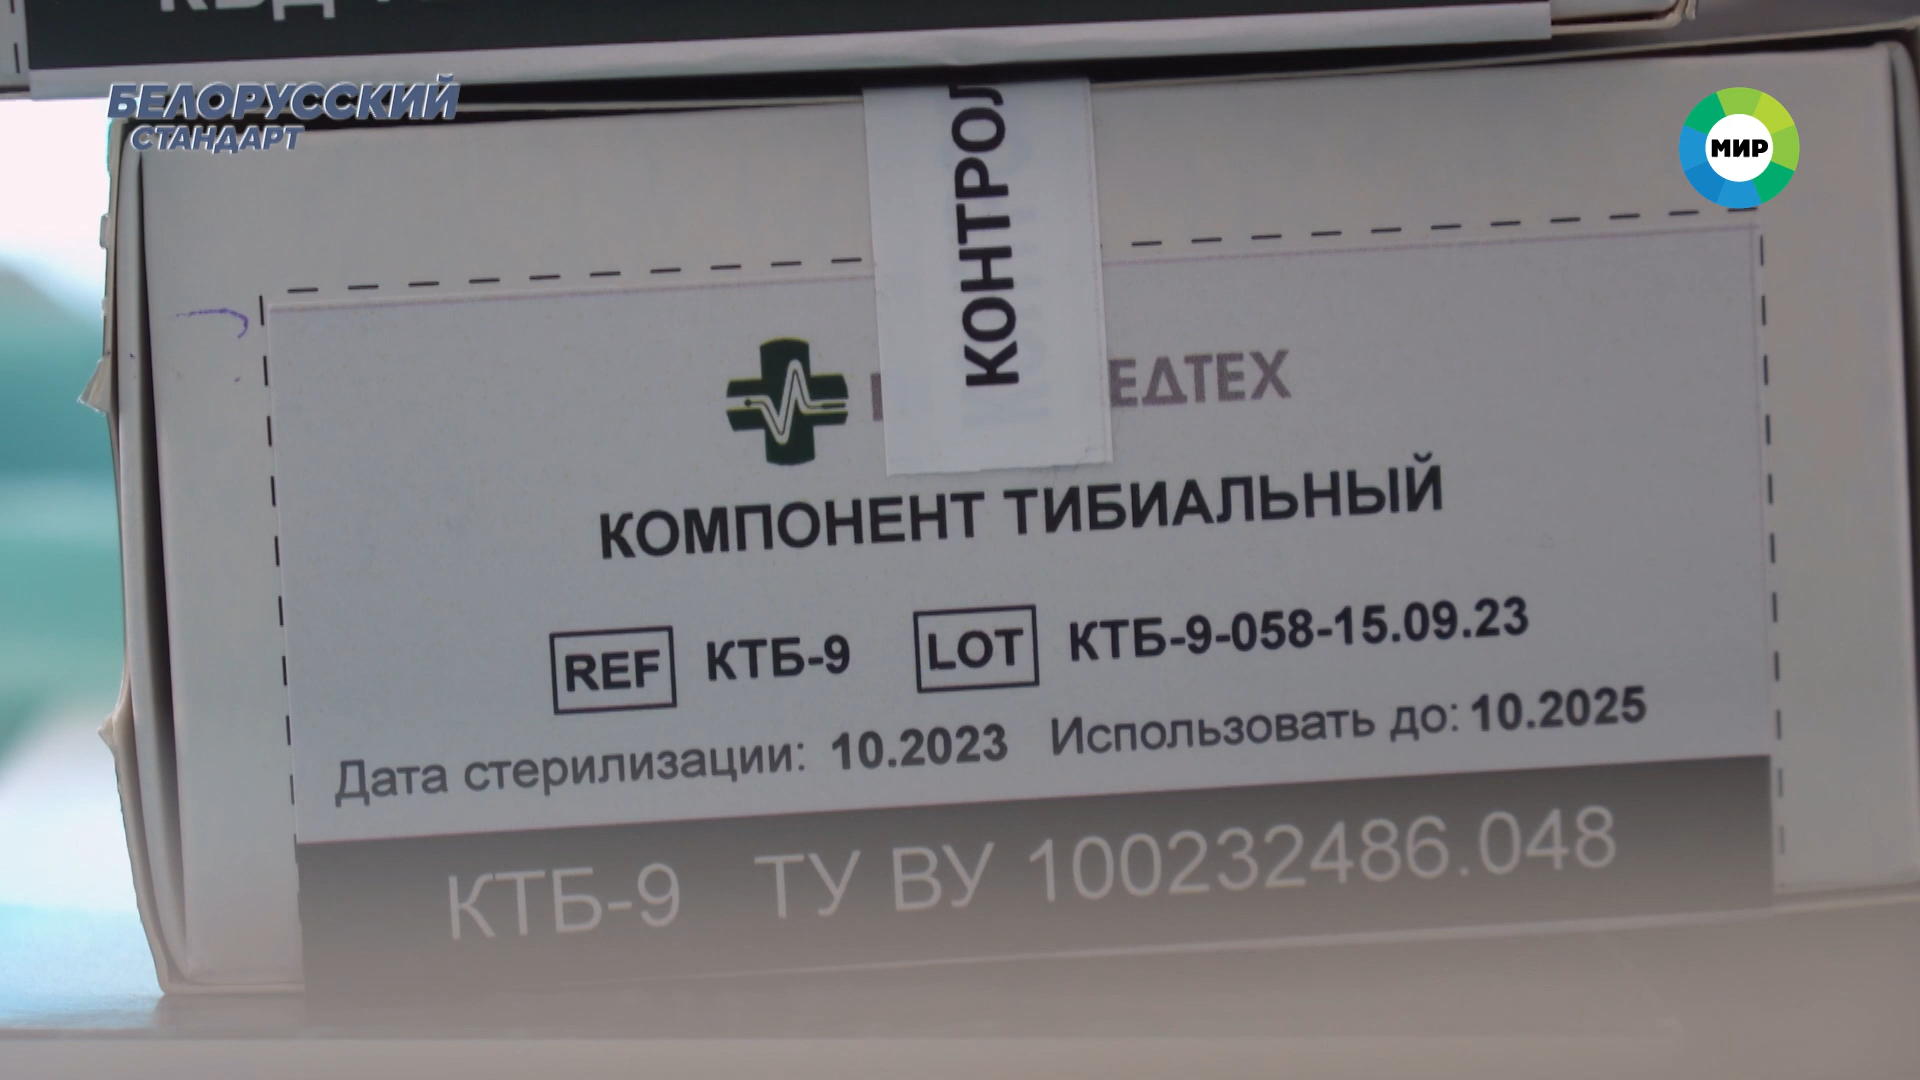 БЕЛОРУССКИЙ
СТАНДАРТ
МИР
КОНТРОЛ
ЕДТЕХ
КОМПОНЕНТ ТИБИАЛЬНЫЙ
REF КТБ-9 LOT КТБ-9-058-15.09.23
Дата стерилизации: 10.2023 Использовать до: 10.2025
КТБ-9 ТУ BY 100232486.048